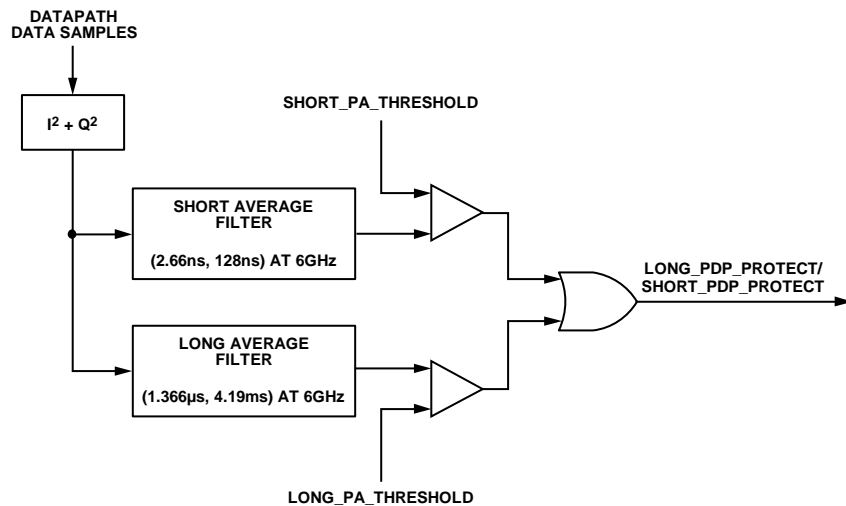 DATAPATH
DATA SAMPLES
I² + Q²
SHORT_PA_THRESHOLD
SHORT AVERAGE
FILTER
(2.66ns, 128ns) AT 6GHz
LONG_PDP_PROTECT/
SHORT_PDP_PROTECT
LONG AVERAGE
FILTER
(1.366µs, 4.19ms) AT 6GHz
LONG_PA_THRESHOLD